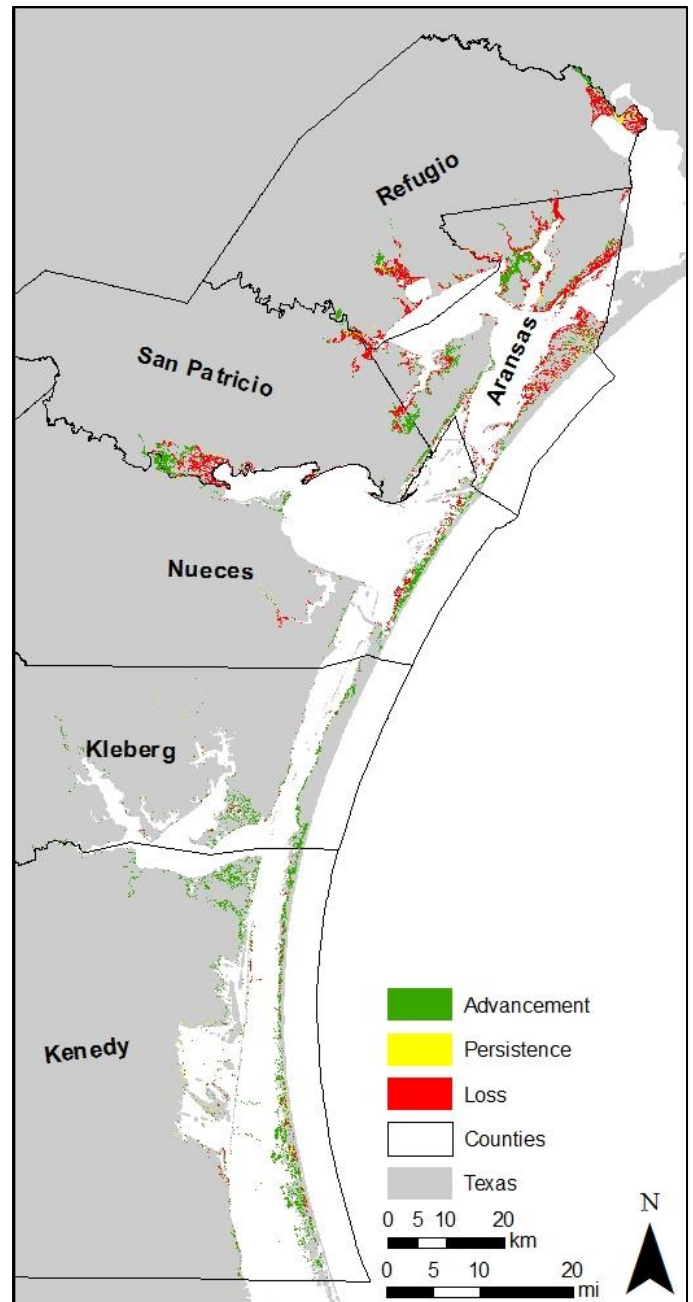 Refugio
Aransas
San Patricio
Nueces
Kleberg
Kenedy
Advancement
Persistence
Loss
Counties
Texas
N
0 5 10 20
km
0 5 10 20
mi